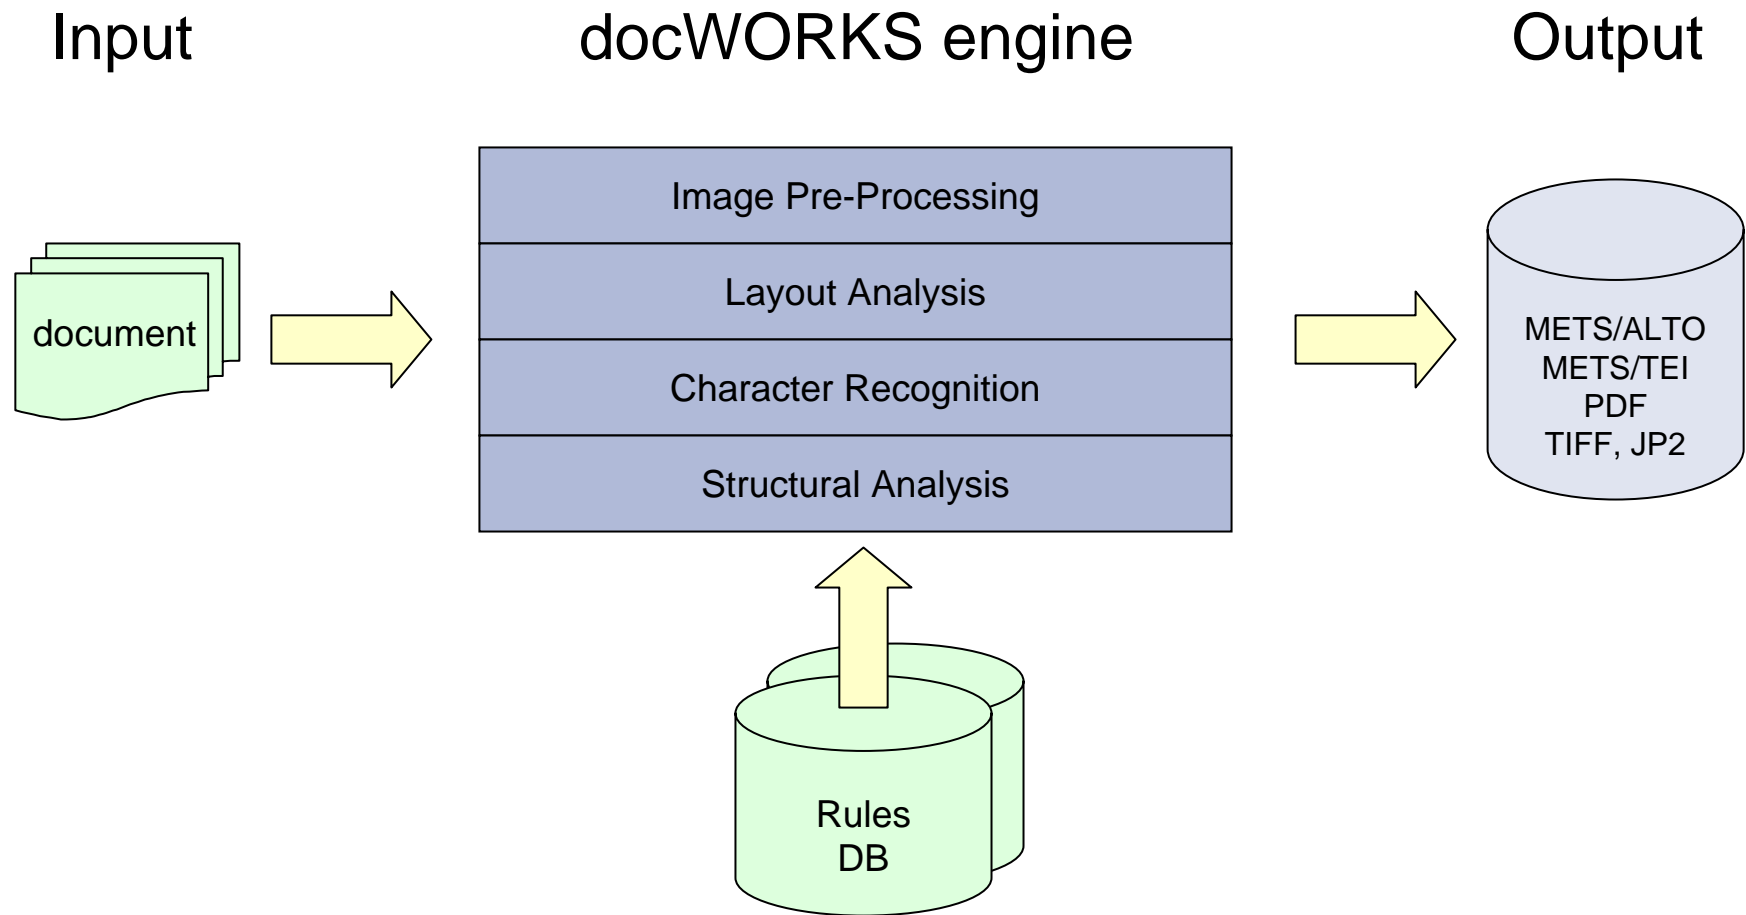 Input
docWORKS engine
Output
Image Pre-Processing
Layout Analysis
Character Recognition
Structural Analysis
document
METS/ALTO
METS/TEI
PDF
TIFF, JP2
Rules
DB